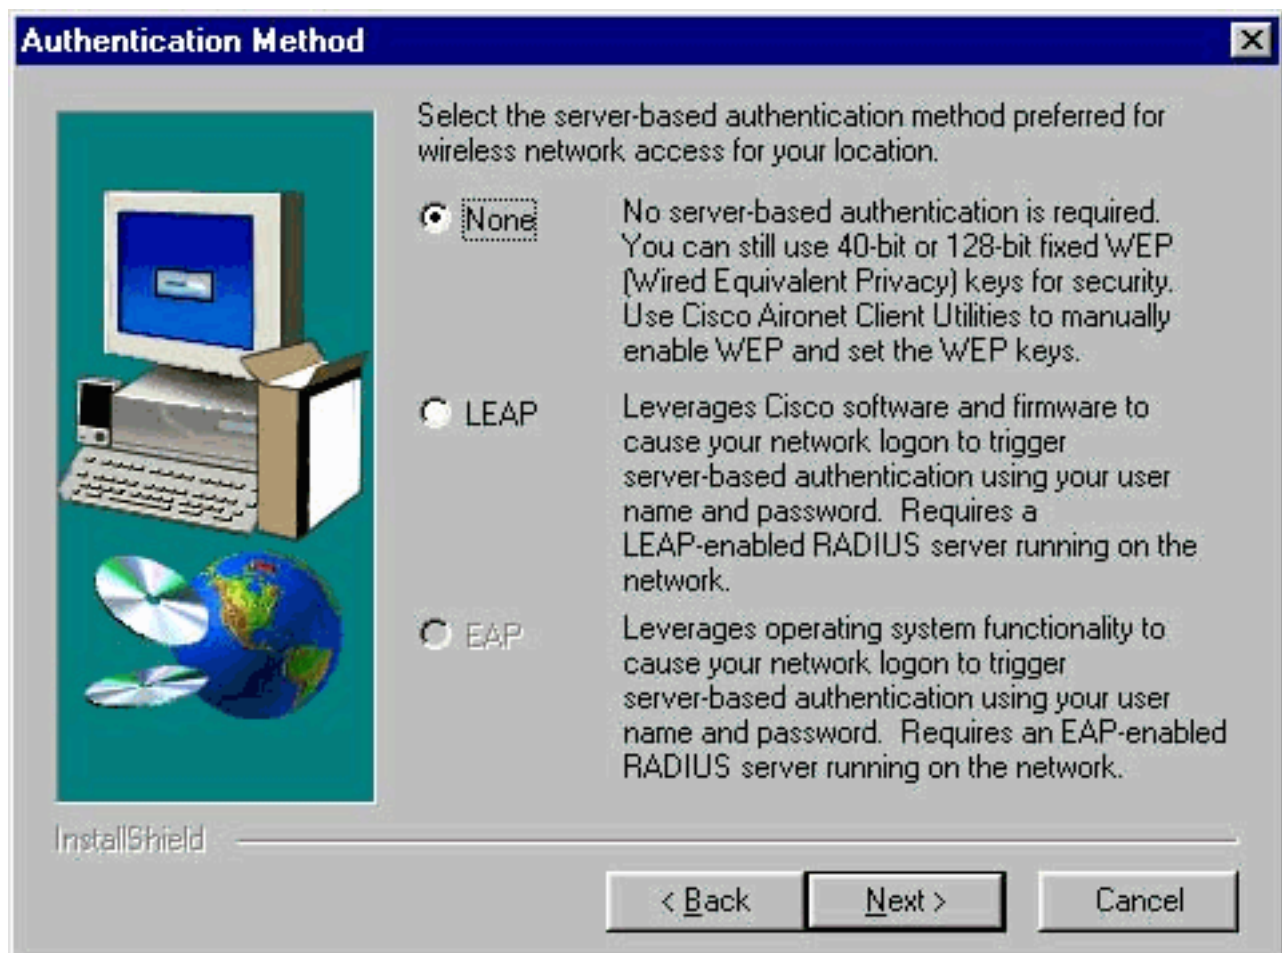 Authentication Method
Select the server-based authentication method preferred for
wireless network access for your location.
None
No server-based authentication is required.
You can still use 40-bit or 128-bit fixed WEP
(Wired Equivalent Privacy) keys for security.
Use Cisco Aironet Client Utilities to manually
enable WEP and set the WEP keys.
LEAP
Leverages Cisco software and firmware to
cause your network logon to trigger
server-based authentication using your user
name and password.  Requires a
LEAP-enabled RADIUS server running on the
network.
EAP
Leverages operating system functionality to
cause your network logon to trigger
server-based authentication using your user
name and password.  Requires an EAP-enabled
RADIUS server running on the network.
InstallShield
< Back
Next >
Cancel